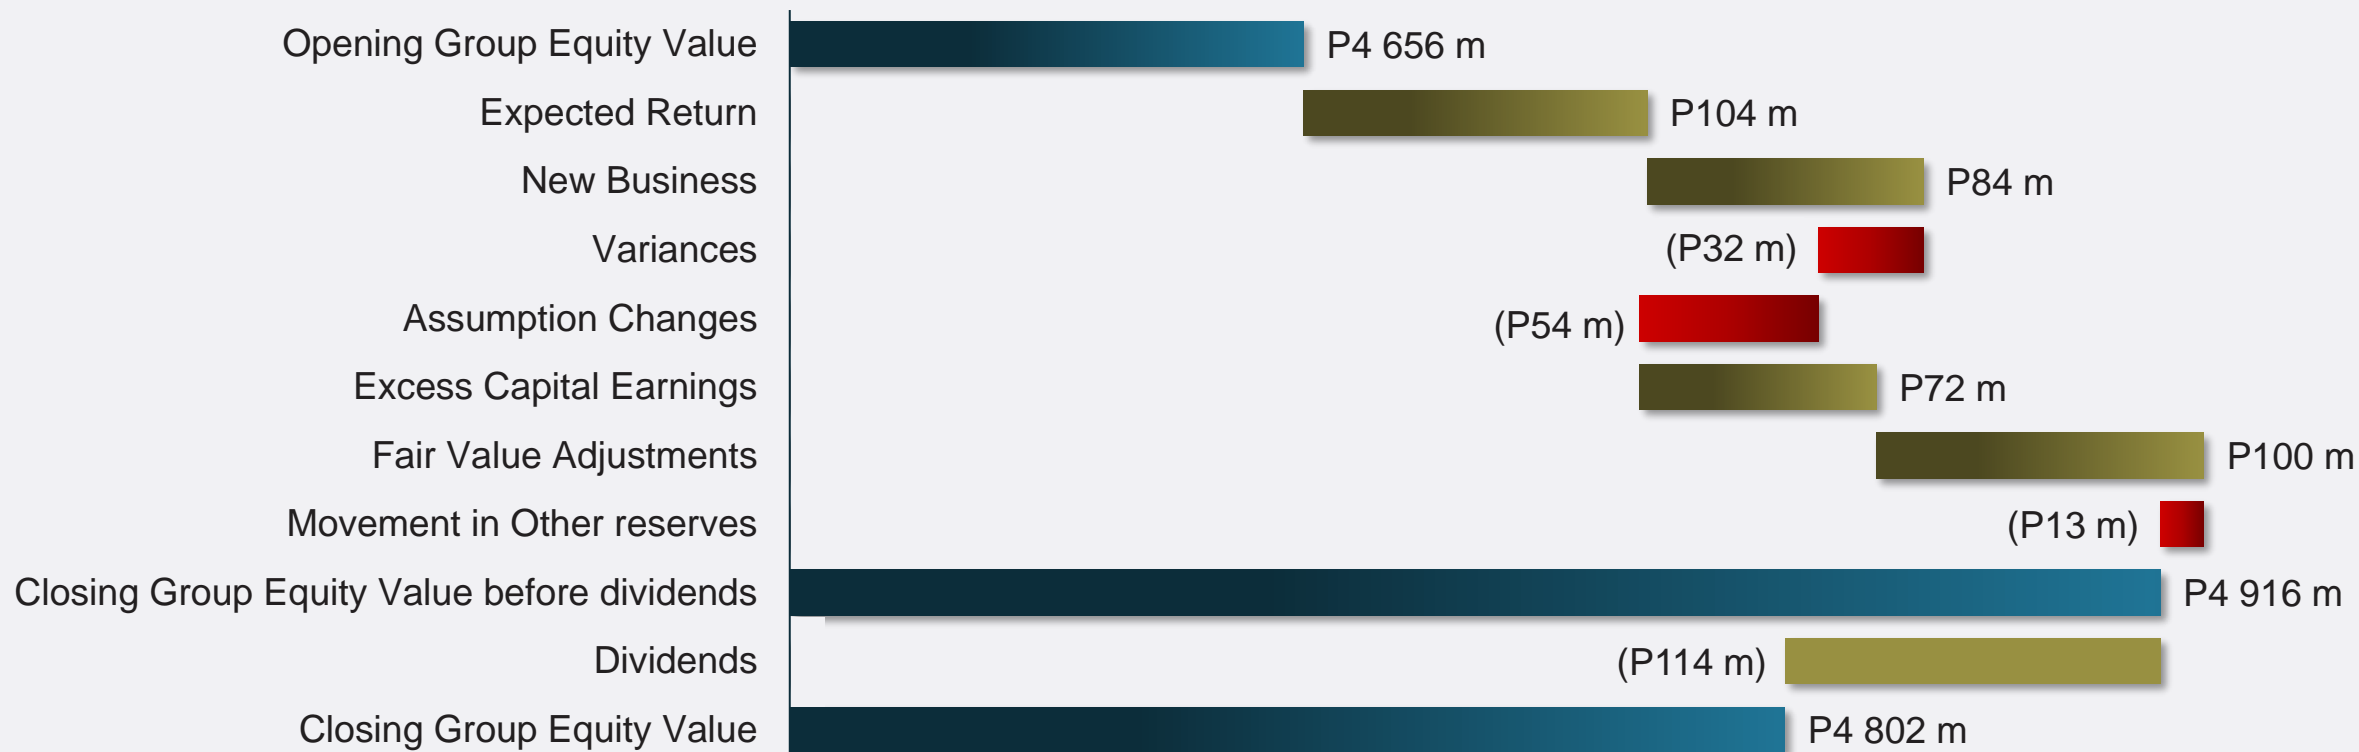 Opening Group Equity Value P4 656 m
Expected Return P104 m
New Business P84 m
Variances (P32 m)
Assumption Changes (P54 m)
Excess Capital Earnings P72 m
Fair Value Adjustments P100 m
Movement in Other reserves (P13 m)
Closing Group Equity Value before dividends P4 916 m
Dividends (P114 m)
Closing Group Equity Value P4 802 m